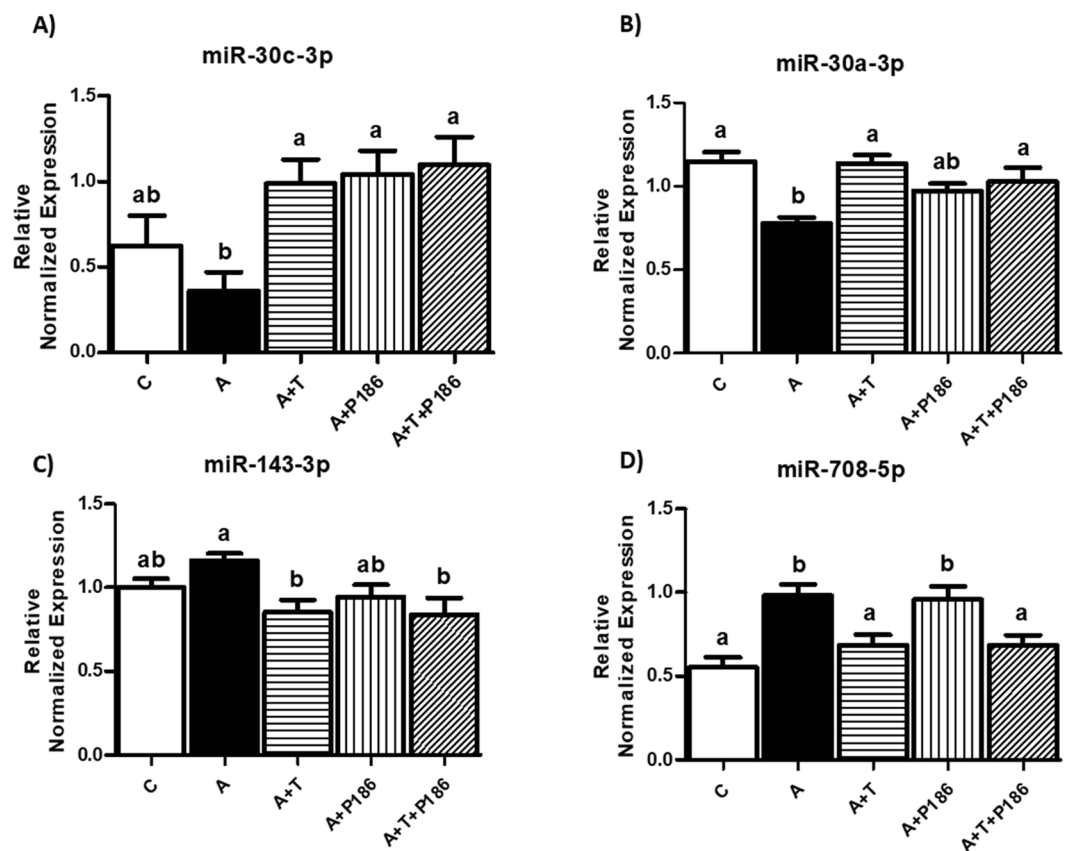 A)
miR-30c-3p
Relative
Normalized Expression
1.5
1.0
0.5
0.0
ab
b
a
a
a
C
A
A+T
A+P186
A+T+P186
B)
miR-30a-3p
Relative
Normalized Expression
1.5
1.0
0.5
0.0
a
b
a
ab
a
C
A
A+T
A+P186
A+T+P186
C)
miR-143-3p
Relative
Normalized Expression
1.5
1.0
0.5
0.0
ab
a
b
ab
b
C
A
A+T
A+P186
A+T+P186
D)
miR-708-5p
Relative
Normalized Expression
1.5
1.0
0.5
0.0
a
b
a
b
a
C
A
A+T
A+P186
A+T+P186